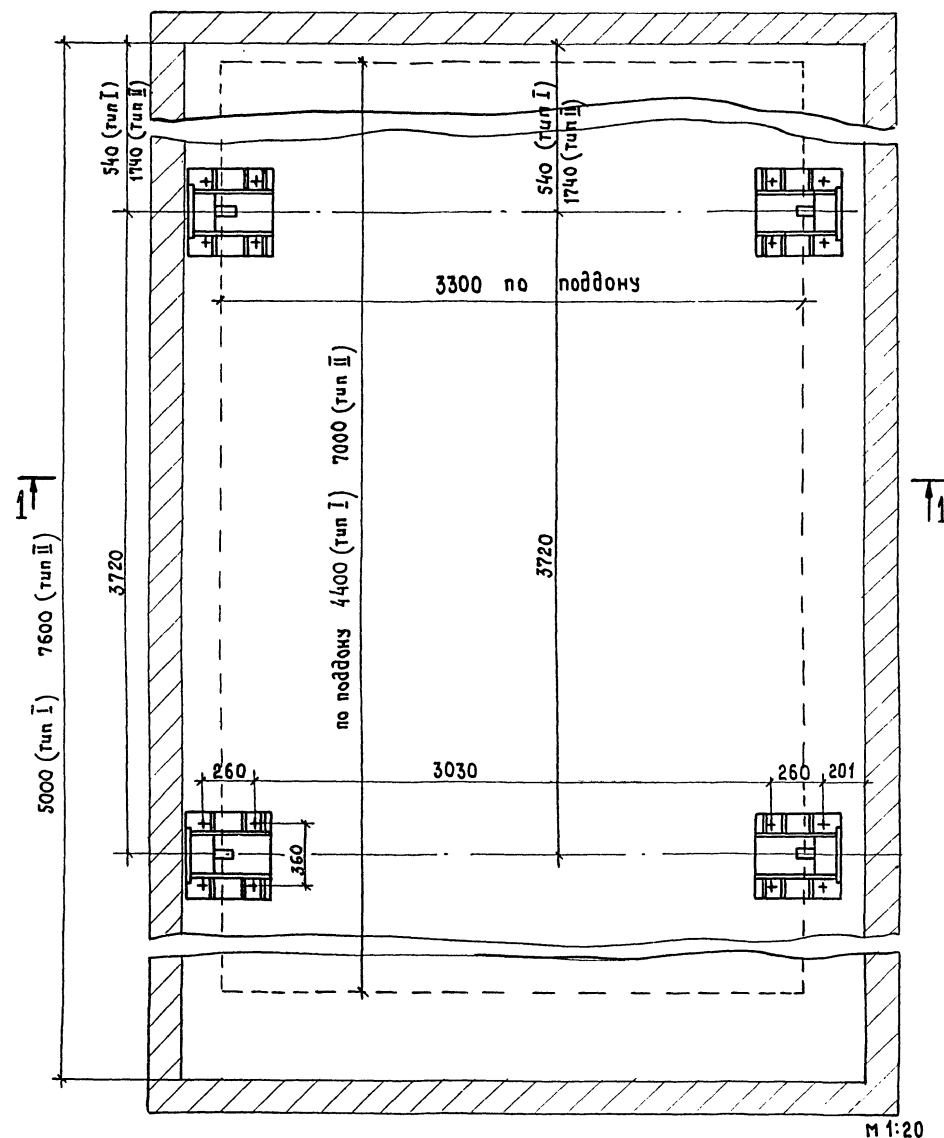 540 (тип I)
1740 (тип II)
540 (тип I)
1740 (тип II)
3300 по поддону
по поддону 4400 (тип I) 7000 (тип II)
1
1
3720
3720
5000 (тип I) 7600 (тип II)
260
3030
260
201
360
М 1:20